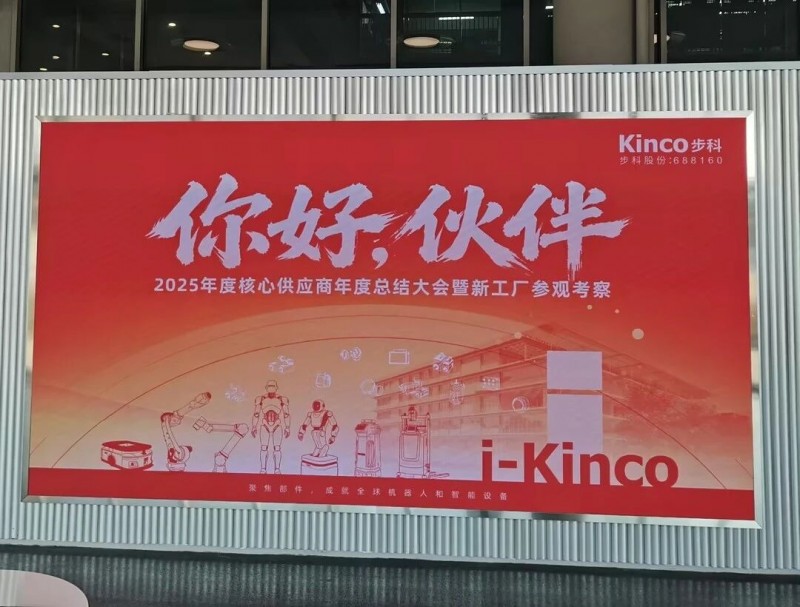 Kinco步科
步科股份:688160
你好,伙伴
2025年度核心供应商年度总结大会暨新工厂参观考察
i-Kinco
聚焦部件，成就全球机器人和智能设备